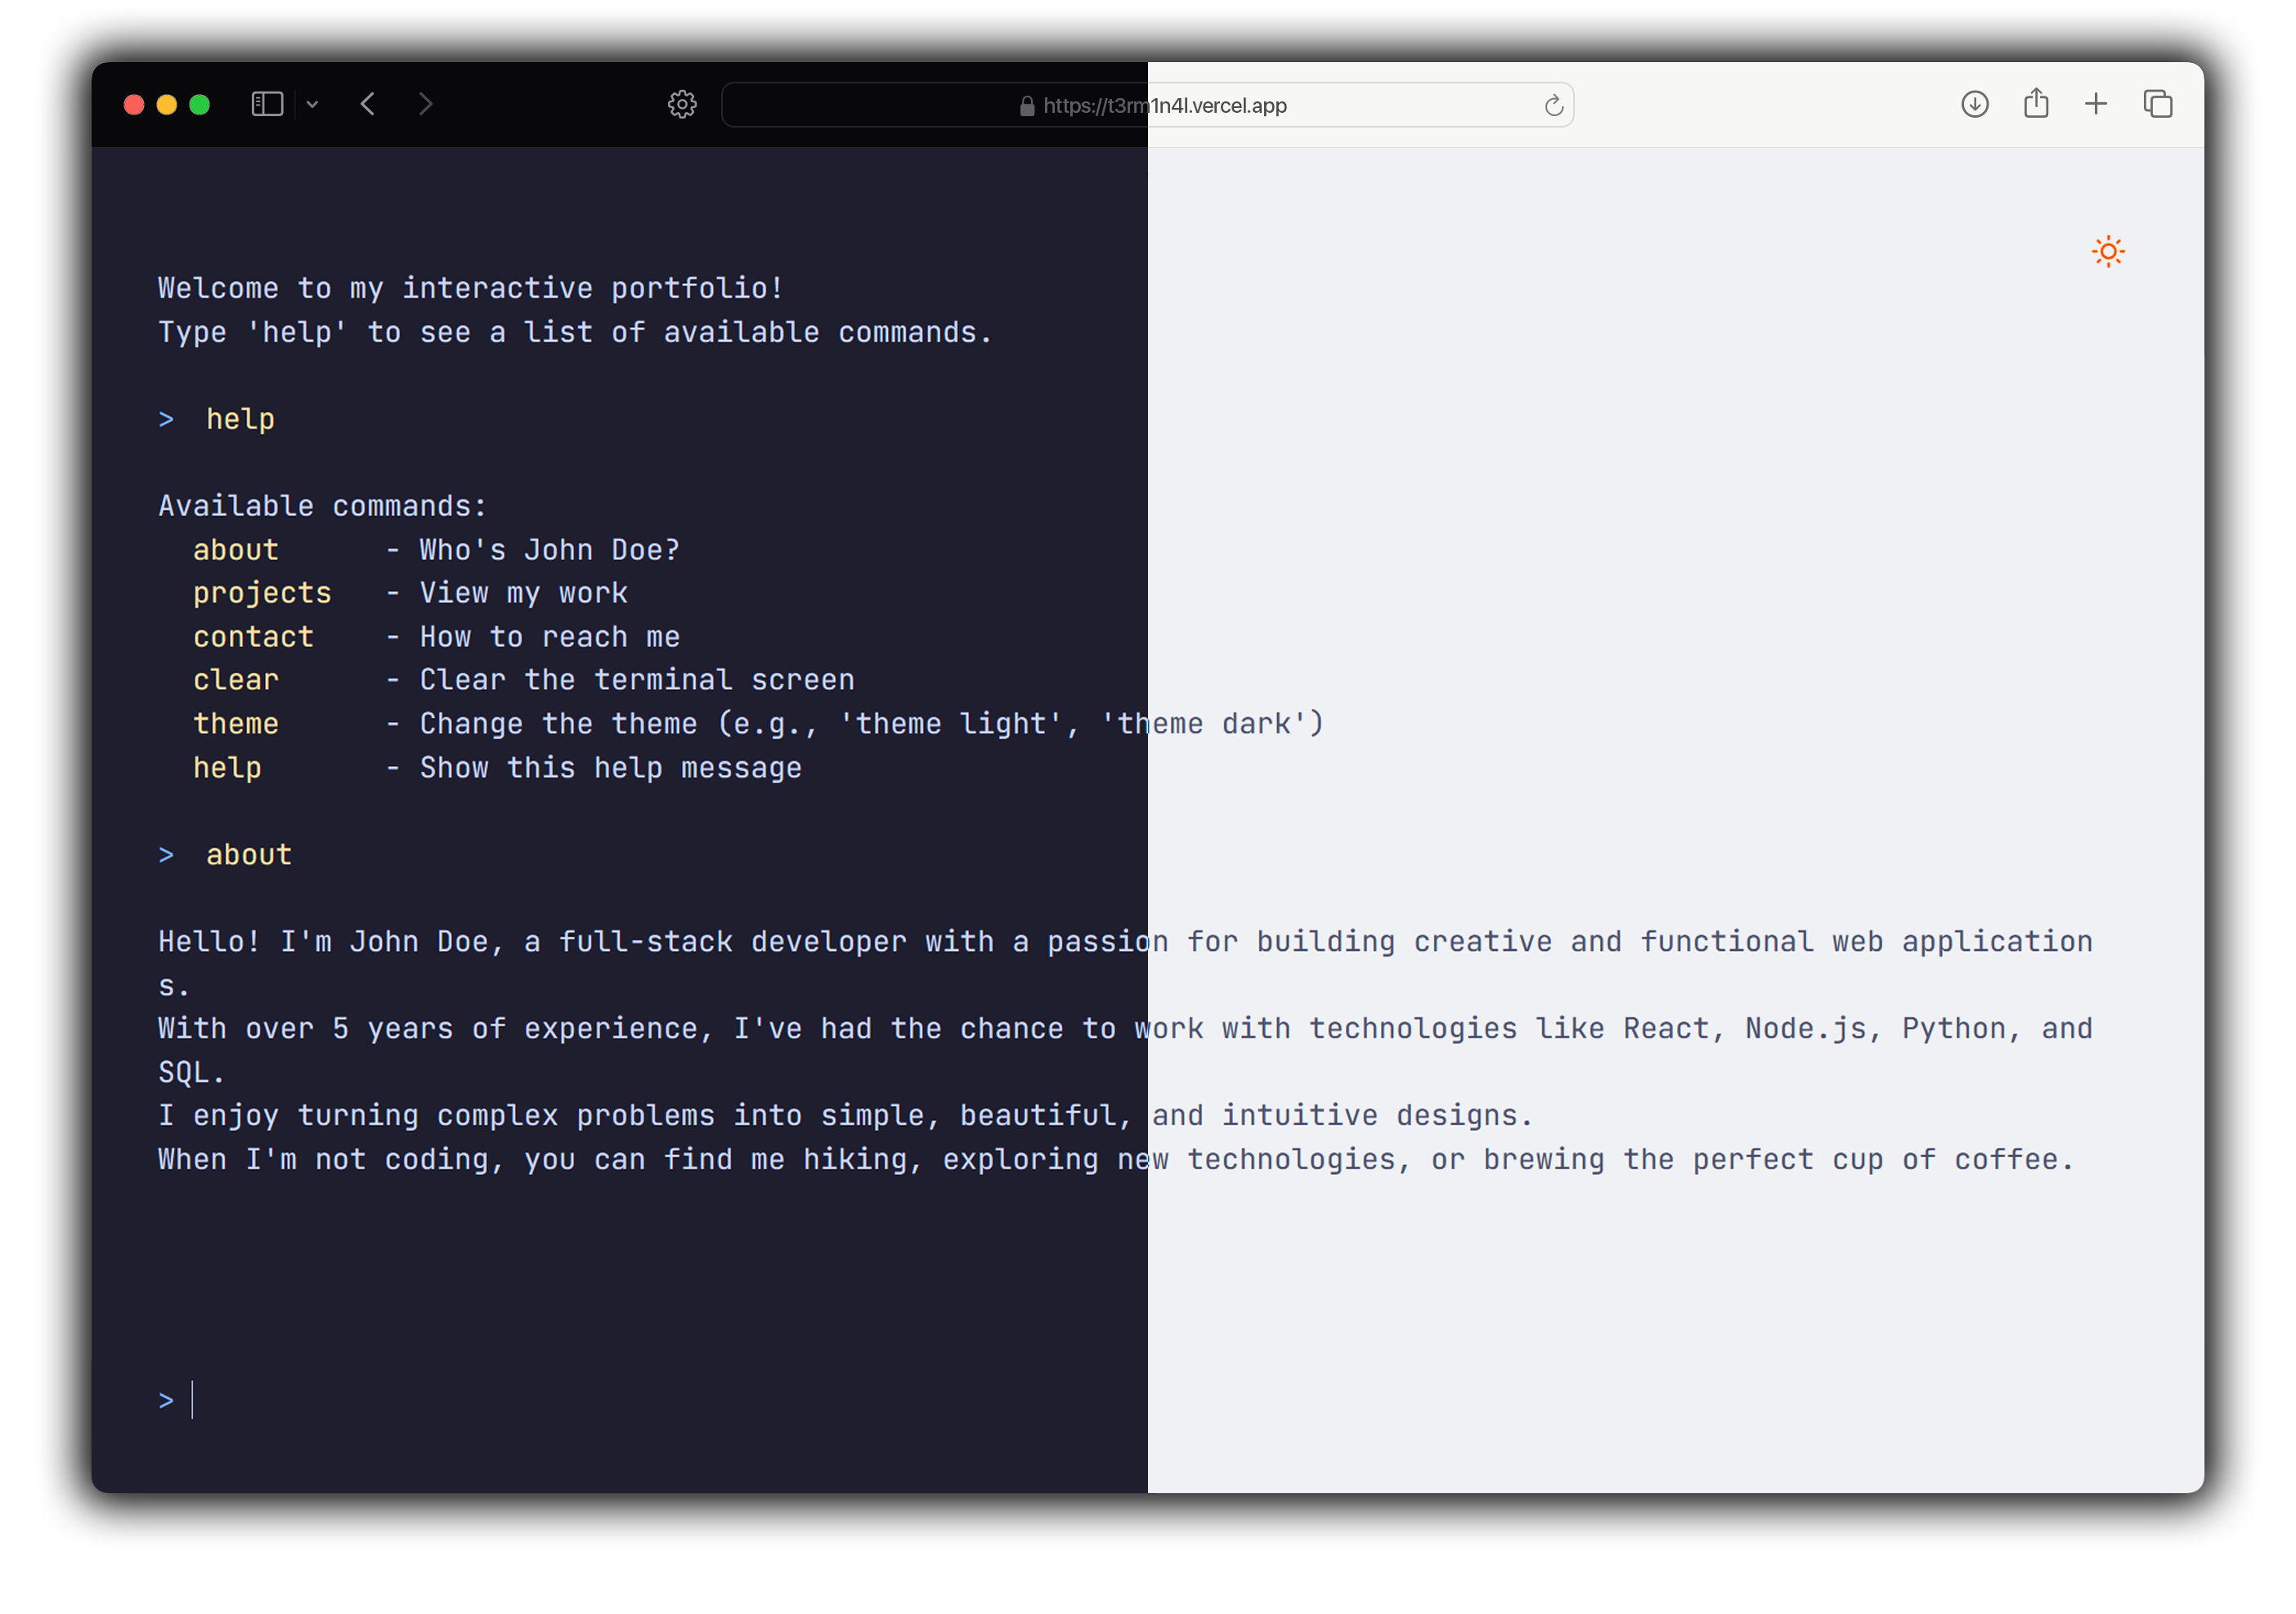 https://t3rm1n4l.vercel.app
Welcome to my interactive portfolio!
Type 'help' to see a list of available commands.
> help
Available commands:
about - Who's John Doe?
projects - View my work
contact - How to reach me
clear - Clear the terminal screen
theme - Change the theme (e.g., 'theme light', 'theme dark')
help - Show this help message
> about
Hello! I'm John Doe, a full-stack developer with a passion for building creative and functional web application
s.
With over 5 years of experience, I've had the chance to work with technologies like React, Node.js, Python, and
SQL.
I enjoy turning complex problems into simple, beautiful, and intuitive designs.
When I'm not coding, you can find me hiking, exploring new technologies, or brewing the perfect cup of coffee.
>